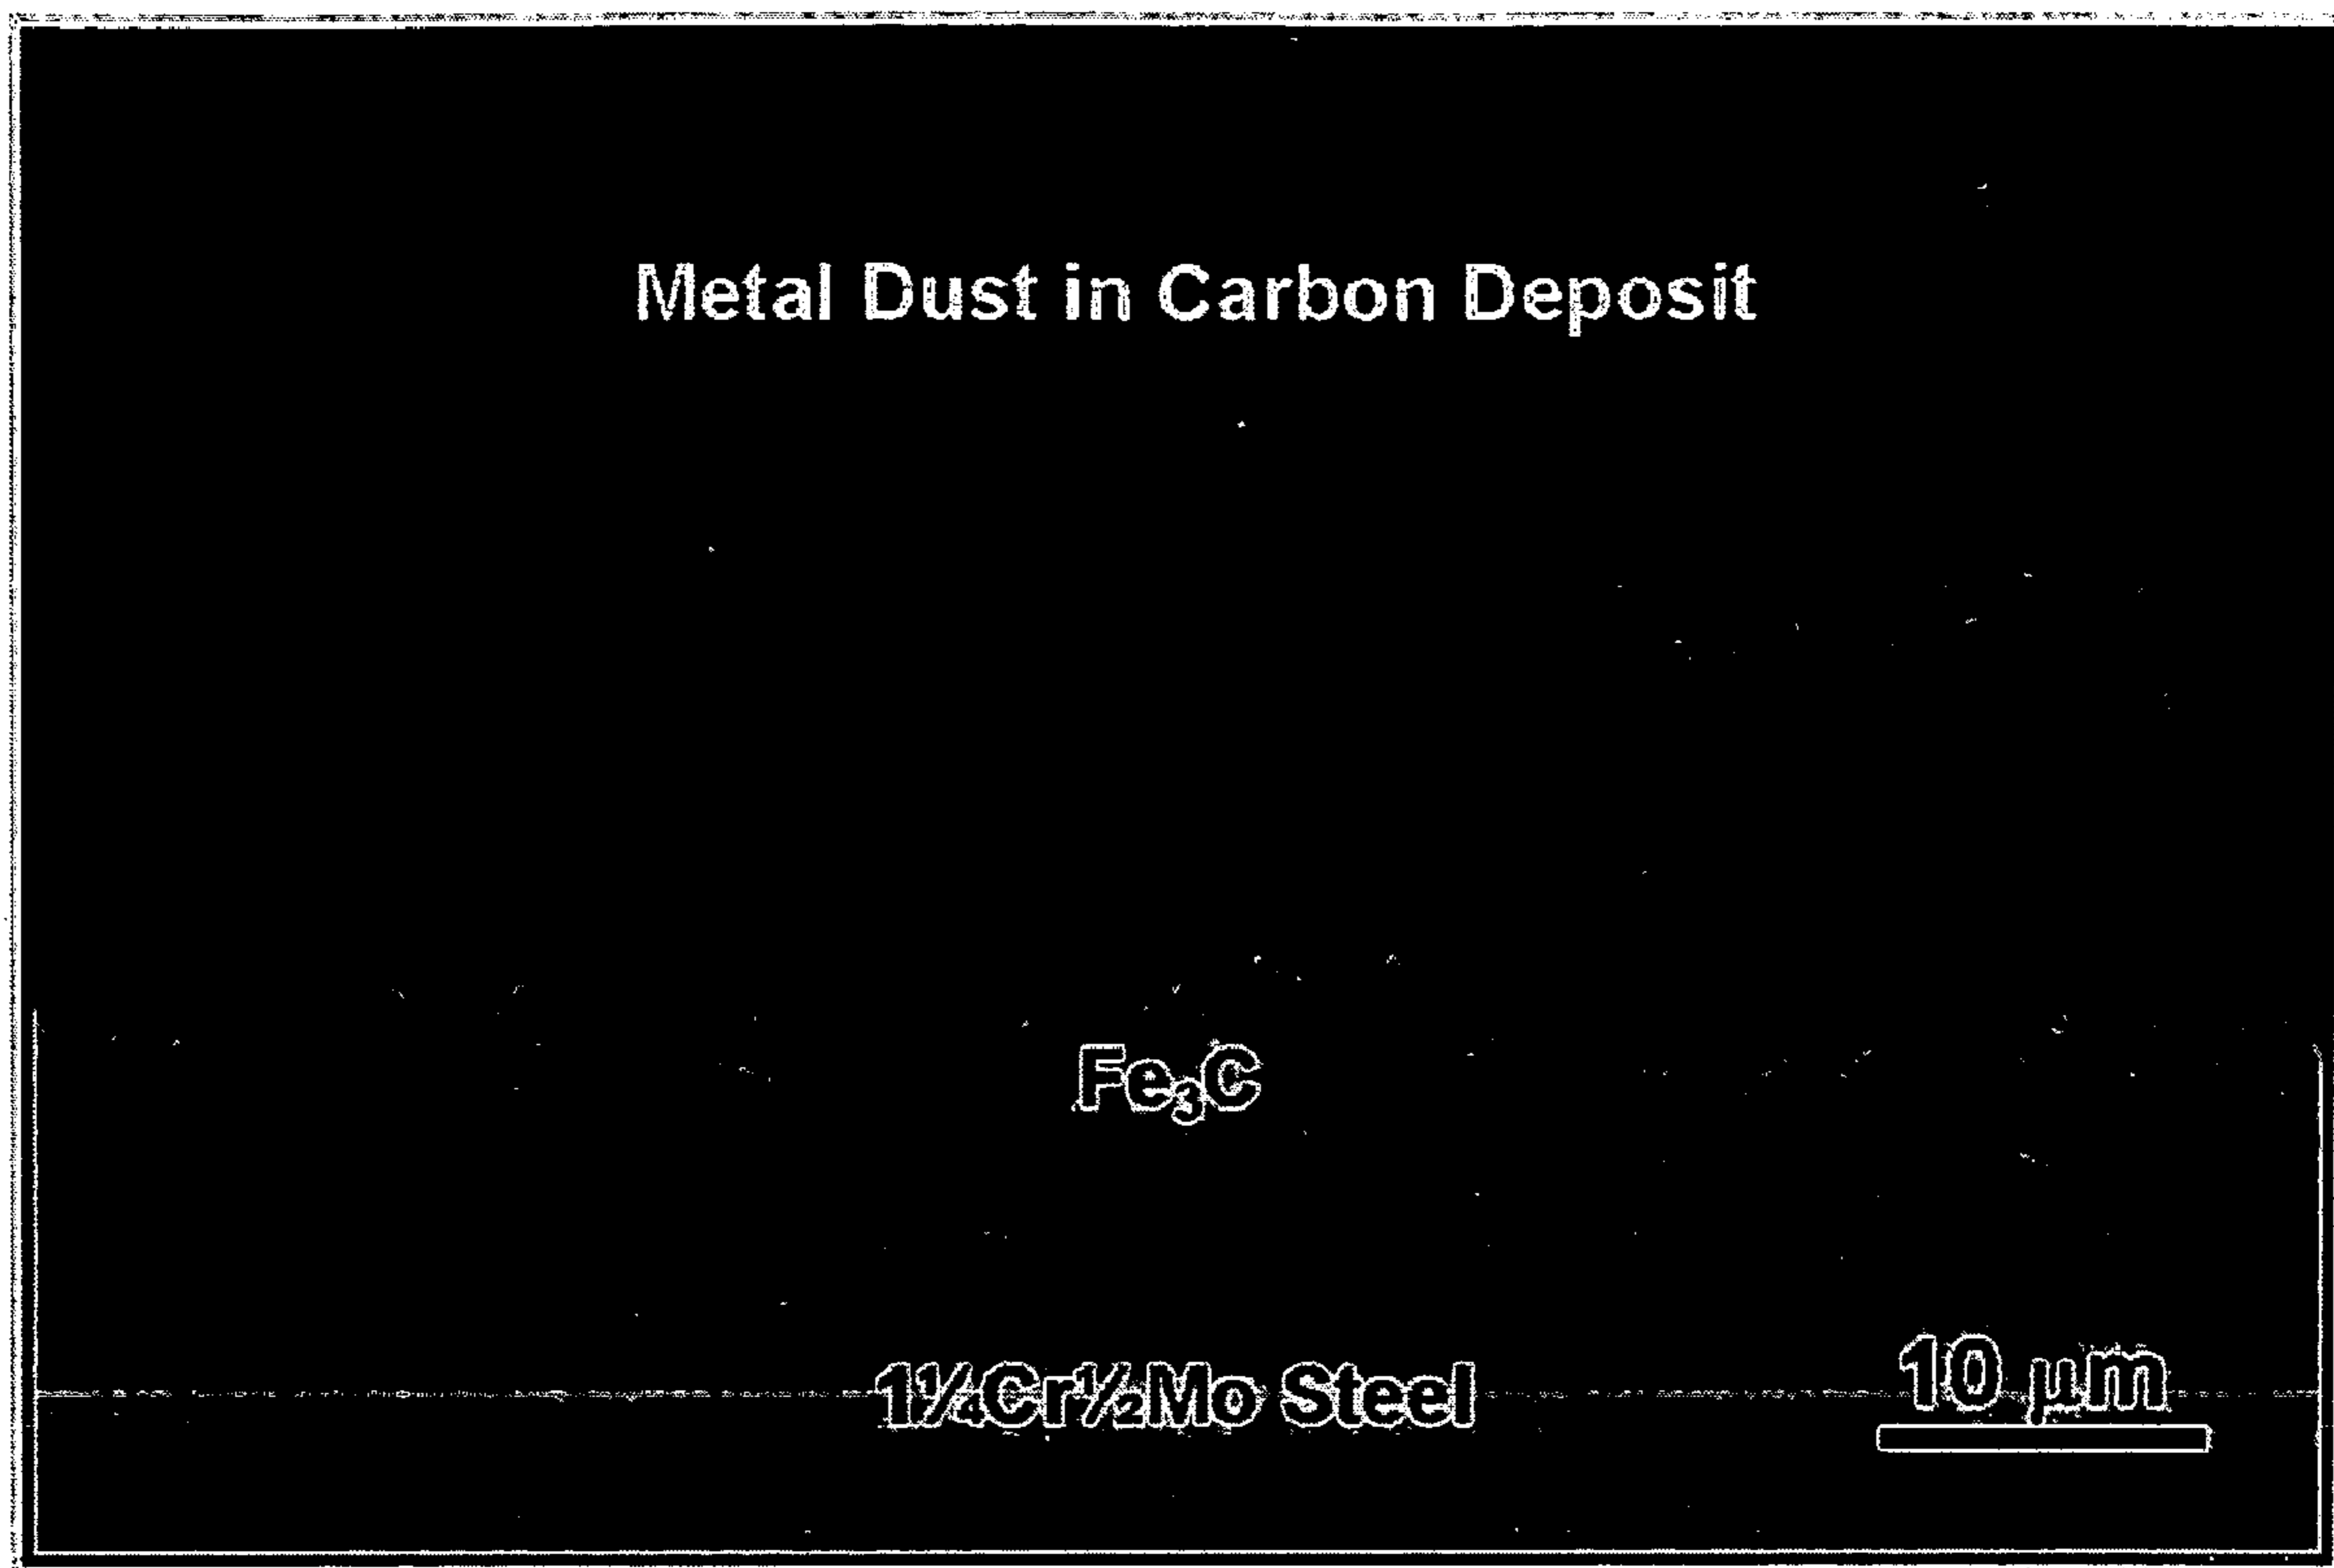 Metal Dust in Carbon Deposit
Fe₃C
1¼Cr½Mo Steel
10 μm